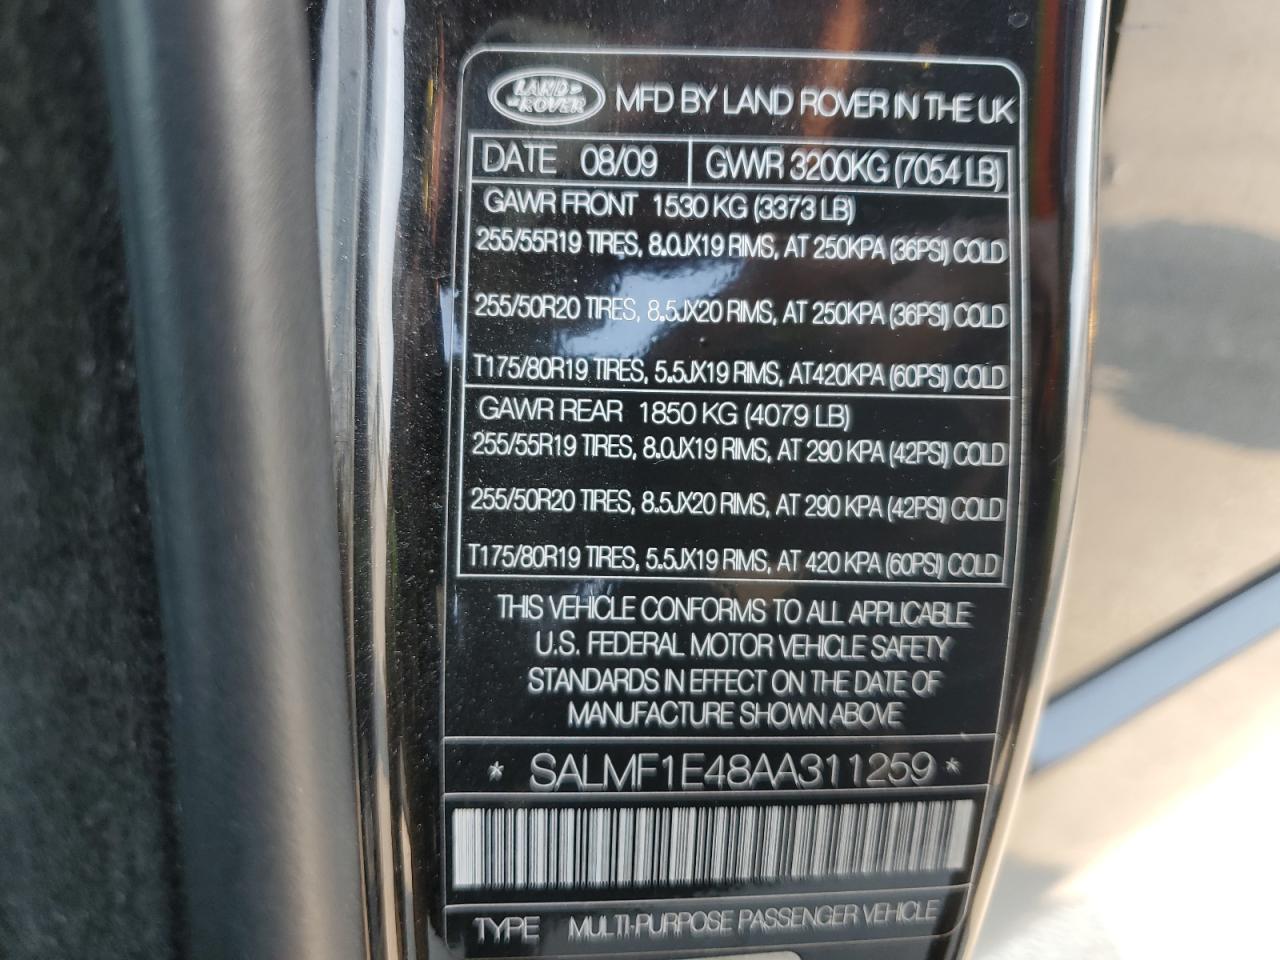 LAND ROVER MFD BY LAND ROVER IN THE UK
DATE 08/09 GVWR 3200KG (7054 LB)
GAWR FRONT 1530 KG (3373 LB)
255/55R19 TIRES, 8.0JX19 RIMS, AT 250KPA (36PSI) COLD
255/50R20 TIRES, 8.5JX20 RIMS, AT 250KPA (36PSI) COLD
T175/80R19 TIRES, 5.5JX19 RIMS, AT 420KPA (60PSI) COLD
GAWR REAR 1850 KG (4079 LB)
255/55R19 TIRES, 8.0JX19 RIMS, AT 290 KPA (42PSI) COLD
255/50R20 TIRES, 8.5JX20 RIMS, AT 290 KPA (42PSI) COLD
T175/80R19 TIRES, 5.5JX19 RIMS, AT 420 KPA (60PSI) COLD
THIS VEHICLE CONFORMS TO ALL APPLICABLE
U.S. FEDERAL MOTOR VEHICLE SAFETY
STANDARDS IN EFFECT ON THE DATE OF
MANUFACTURE SHOWN ABOVE
* SALMF1E48AA311259 *
TYPE MULTI-PURPOSE PASSENGER VEHICLE